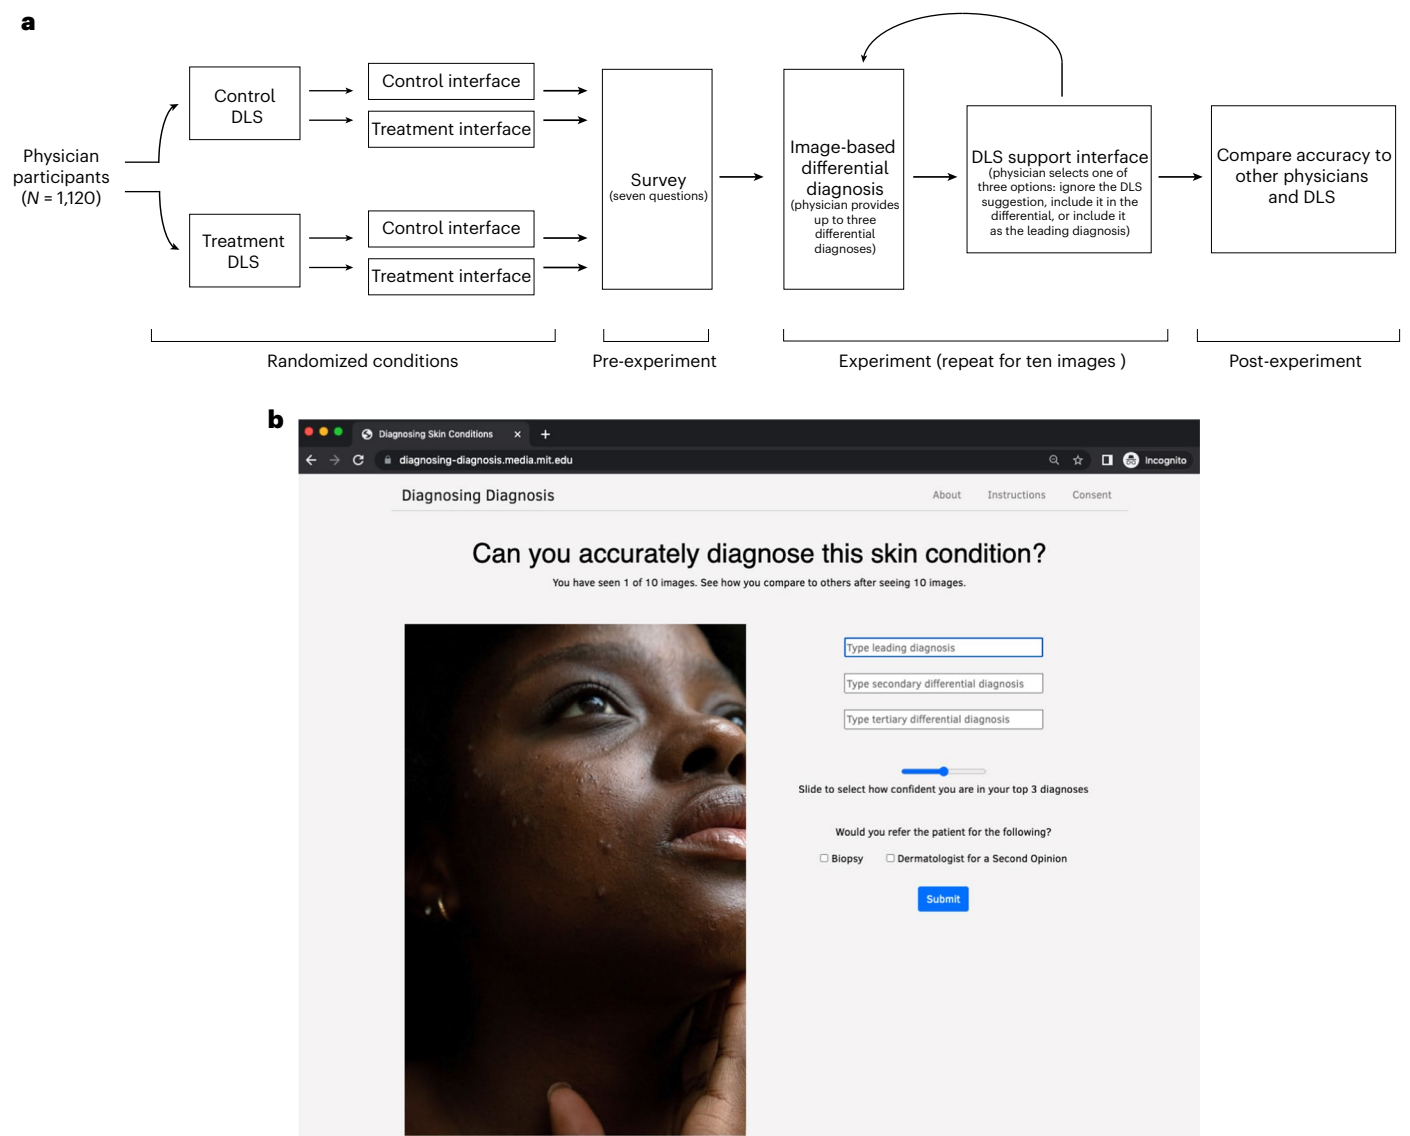 a
Physician
participants
(N = 1,120)
Control
DLS
Control interface
Treatment interface
Treatment
DLS
Control interface
Treatment interface
Survey
(seven questions)
Image-based
differential
diagnosis
(physician provides
up to three
differential
diagnoses)
DLS support interface
(physician selects one of
three options: ignore the DLS
suggestion, include it in the
differential, or include it
as the leading diagnosis)
Compare accuracy to
other physicians
and DLS
Randomized conditions
Pre-experiment
Experiment (repeat for ten images )
Post-experiment
b
Diagnosing Skin Conditions
diagnosing-diagnosis.media.mit.edu
Incognito
Diagnosing Diagnosis
About Instructions Consent
Can you accurately diagnose this skin condition?
You have seen 1 of 10 images. See how you compare to others after seeing 10 images.
Type leading diagnosis
Type secondary differential diagnosis
Type tertiary differential diagnosis
Slide to select how confident you are in your top 3 diagnoses
Would you refer the patient for the following?
Biopsy Dermatologist for a Second Opinion
Submit